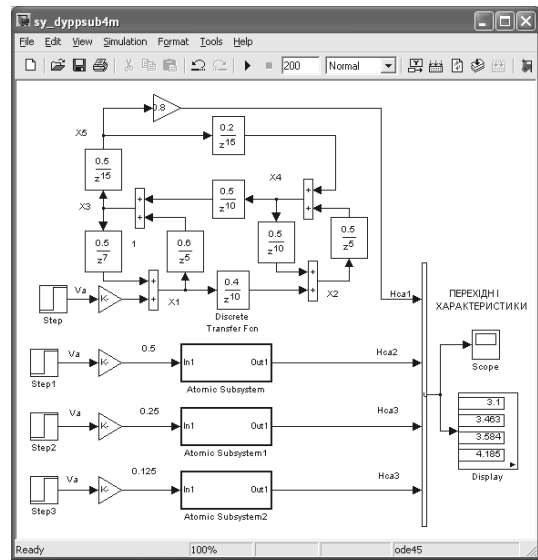 sy_dyppsub4m
File Edit View Simulation Format Tools Help
200 Normal
0.8
X5
0.2
z15
0.5
z15
X4
X3
0.5
z10
0.5
z7
1
0.6
z5
0.5
z10
0.5
z5
Va
K-
X1
0.4
z10
X2
Step
Discrete
Transfer Fcn
Hca1
ПЕРЕХІДНІ
ХАРАКТЕРИСТИКИ
Va
K-
0.5
In1 Out1
Hca2
Step1
Atomic Subsystem
Scope
Va
K-
0.25
In1 Out1
Hca3
Step2
Atomic Subsystem1
3.1
3.463
3.584
4.185
Display
Va
K-
0.125
In1 Out1
Hca3
Step3
Atomic Subsystem2
Ready 100% ode45